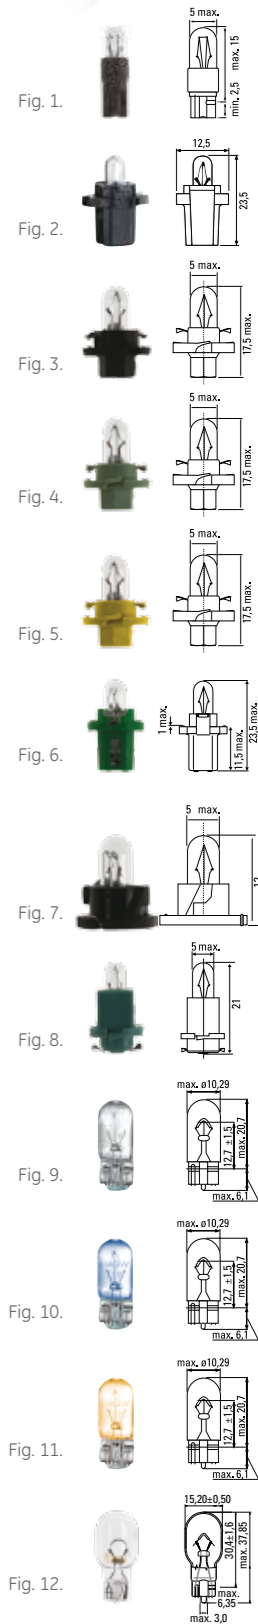 5 max.
max. 15
min. 2,5
Fig. 1.
12,5
23,5
Fig. 2.
5 max.
17,5 max.
Fig. 3.
5 max.
17,5 max.
Fig. 4.
5 max.
17,5 max.
Fig. 5.
1 max.
11,5 max.
23,5 max.
Fig. 6.
5 max.
Fig. 7.
5 max.
21
Fig. 8.
max. ø10,29
12,7 ±1,5
max. 20,7
max. 6,1
Fig. 9.
max. ø10,29
12,7 ±1,5
max. 20,7
max. 6,1
Fig. 10.
max. ø10,29
12,7 ±1,5
max. 20,7
max. 6,1
Fig. 11.
15,20±0,50
30,4±1,6
max. 37,85
max.
6,35
max. 3,0
Fig. 12.